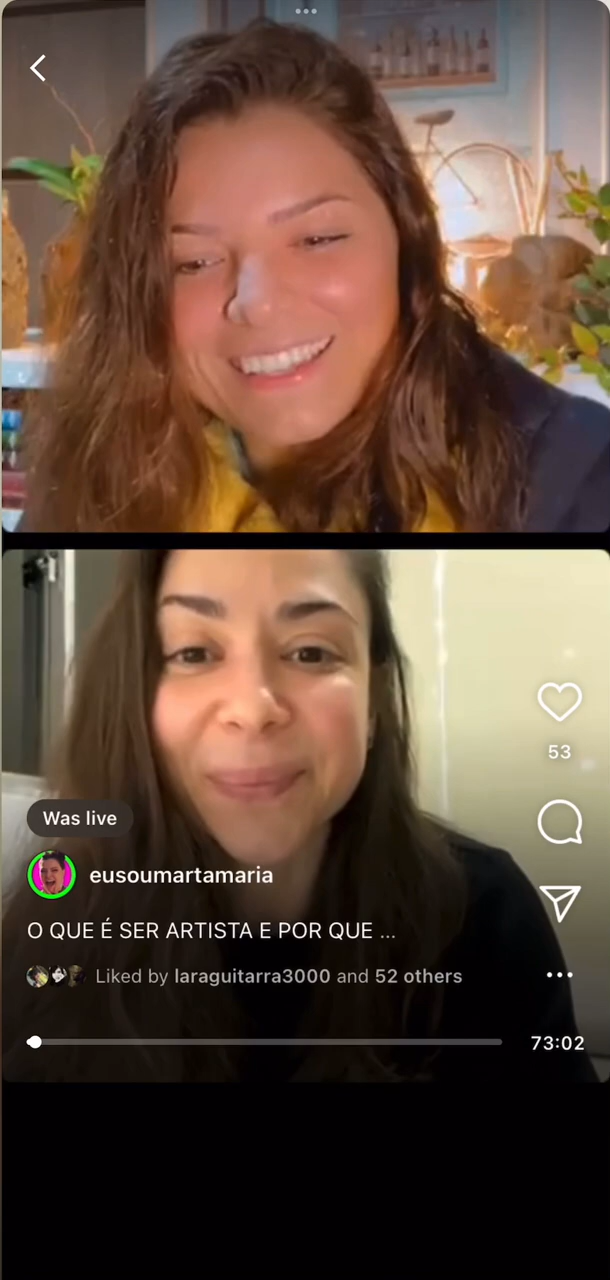 53
Was live
eusoumartamaria
O QUE É SER ARTISTA E POR QUE ...
Liked by laraguitarra3000 and 52 others
73:02